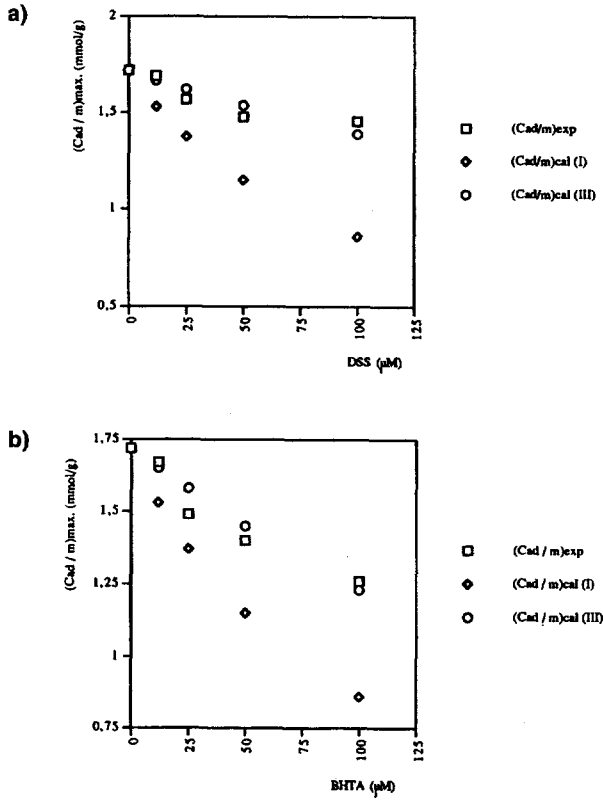 a)
(Cad / m)max. (mmol/g)
2
1,5
1
0,5
0
25
50
75
100
125
DSS (µM)
(Cad/m)exp
(Cad/m)cal (I)
(Cad/m)cal (III)
b)
(Cad / m)max. (mmol/g)
1,75
1,5
1,25
1
0,75
0
25
50
75
100
125
BHTA (µM)
(Cad / m)exp
(Cad / m)cal (I)
(Cad / m)cal (III)